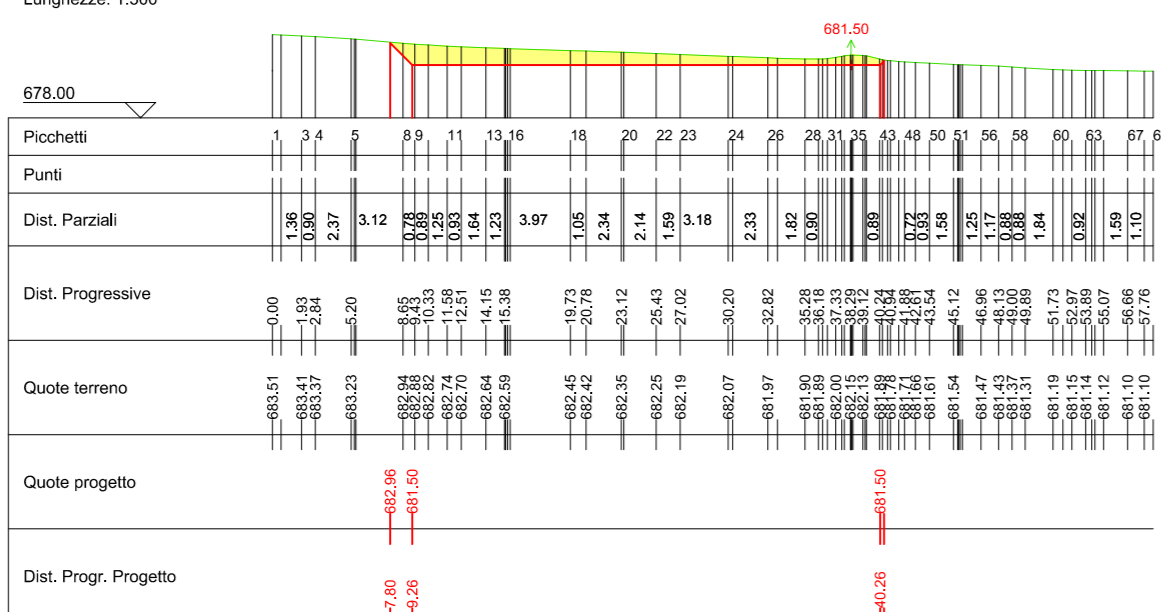 681.50
678.00
Picchetti 1 3 4 5 8 9 11 13 16 18 20 22 23 24 26 28 31 35 43 48 50 51 56 58 60 63 67 6
Punti
Dist. Parziali 1.36 0.90 2.37 3.12 0.78 0.89 1.25 0.93 1.64 1.23 3.97 1.05 2.34 2.14 1.59 3.18 2.33 1.82 0.90 0.89 0.72 0.93 1.58 1.25 1.17 0.88 0.88 1.84 0.92 1.59 1.10
Dist. Progressive 0.00 1.93 2.84 5.20 8.65 9.43 10.33 11.58 12.51 14.15 15.38 19.73 20.78 23.12 25.43 27.02 30.20 32.82 35.28 36.18 37.33 38.29 39.12 40.24 40.94 41.88 42.61 43.54 45.12 46.96 48.13 49.00 49.89 51.73 52.97 53.89 55.07 56.66 57.76
Quote terreno 683.51 683.41 683.37 683.23 682.94 682.88 682.82 682.74 682.70 682.64 682.59 682.45 682.42 682.35 682.25 682.19 682.07 681.97 681.90 681.89 682.00 682.15 682.13 681.89 681.78 681.71 681.66 681.61 681.54 681.47 681.43 681.37 681.31 681.19 681.15 681.14 681.12 681.10 681.10
Quote progetto 682.96 681.50 681.50
Dist. Progr. Progetto 7.80 9.26 40.26